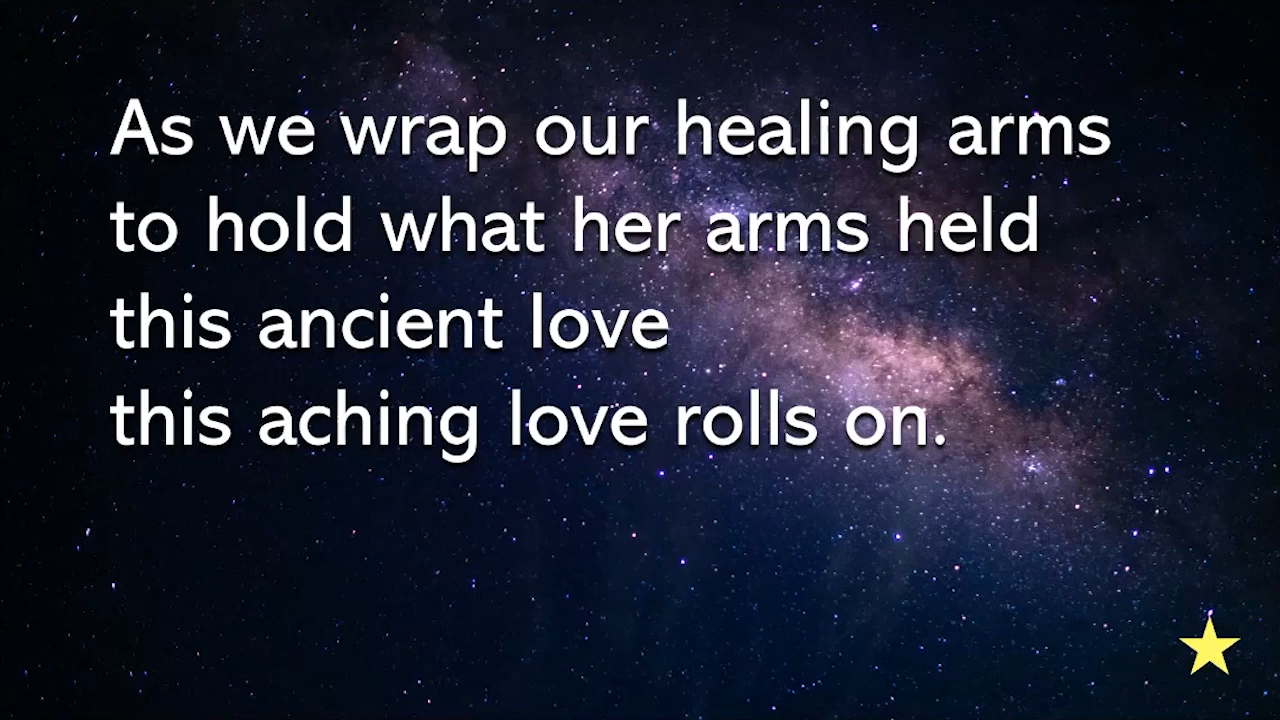 As we wrap our healing arms
to hold what her arms held
this ancient love
this aching love rolls on.